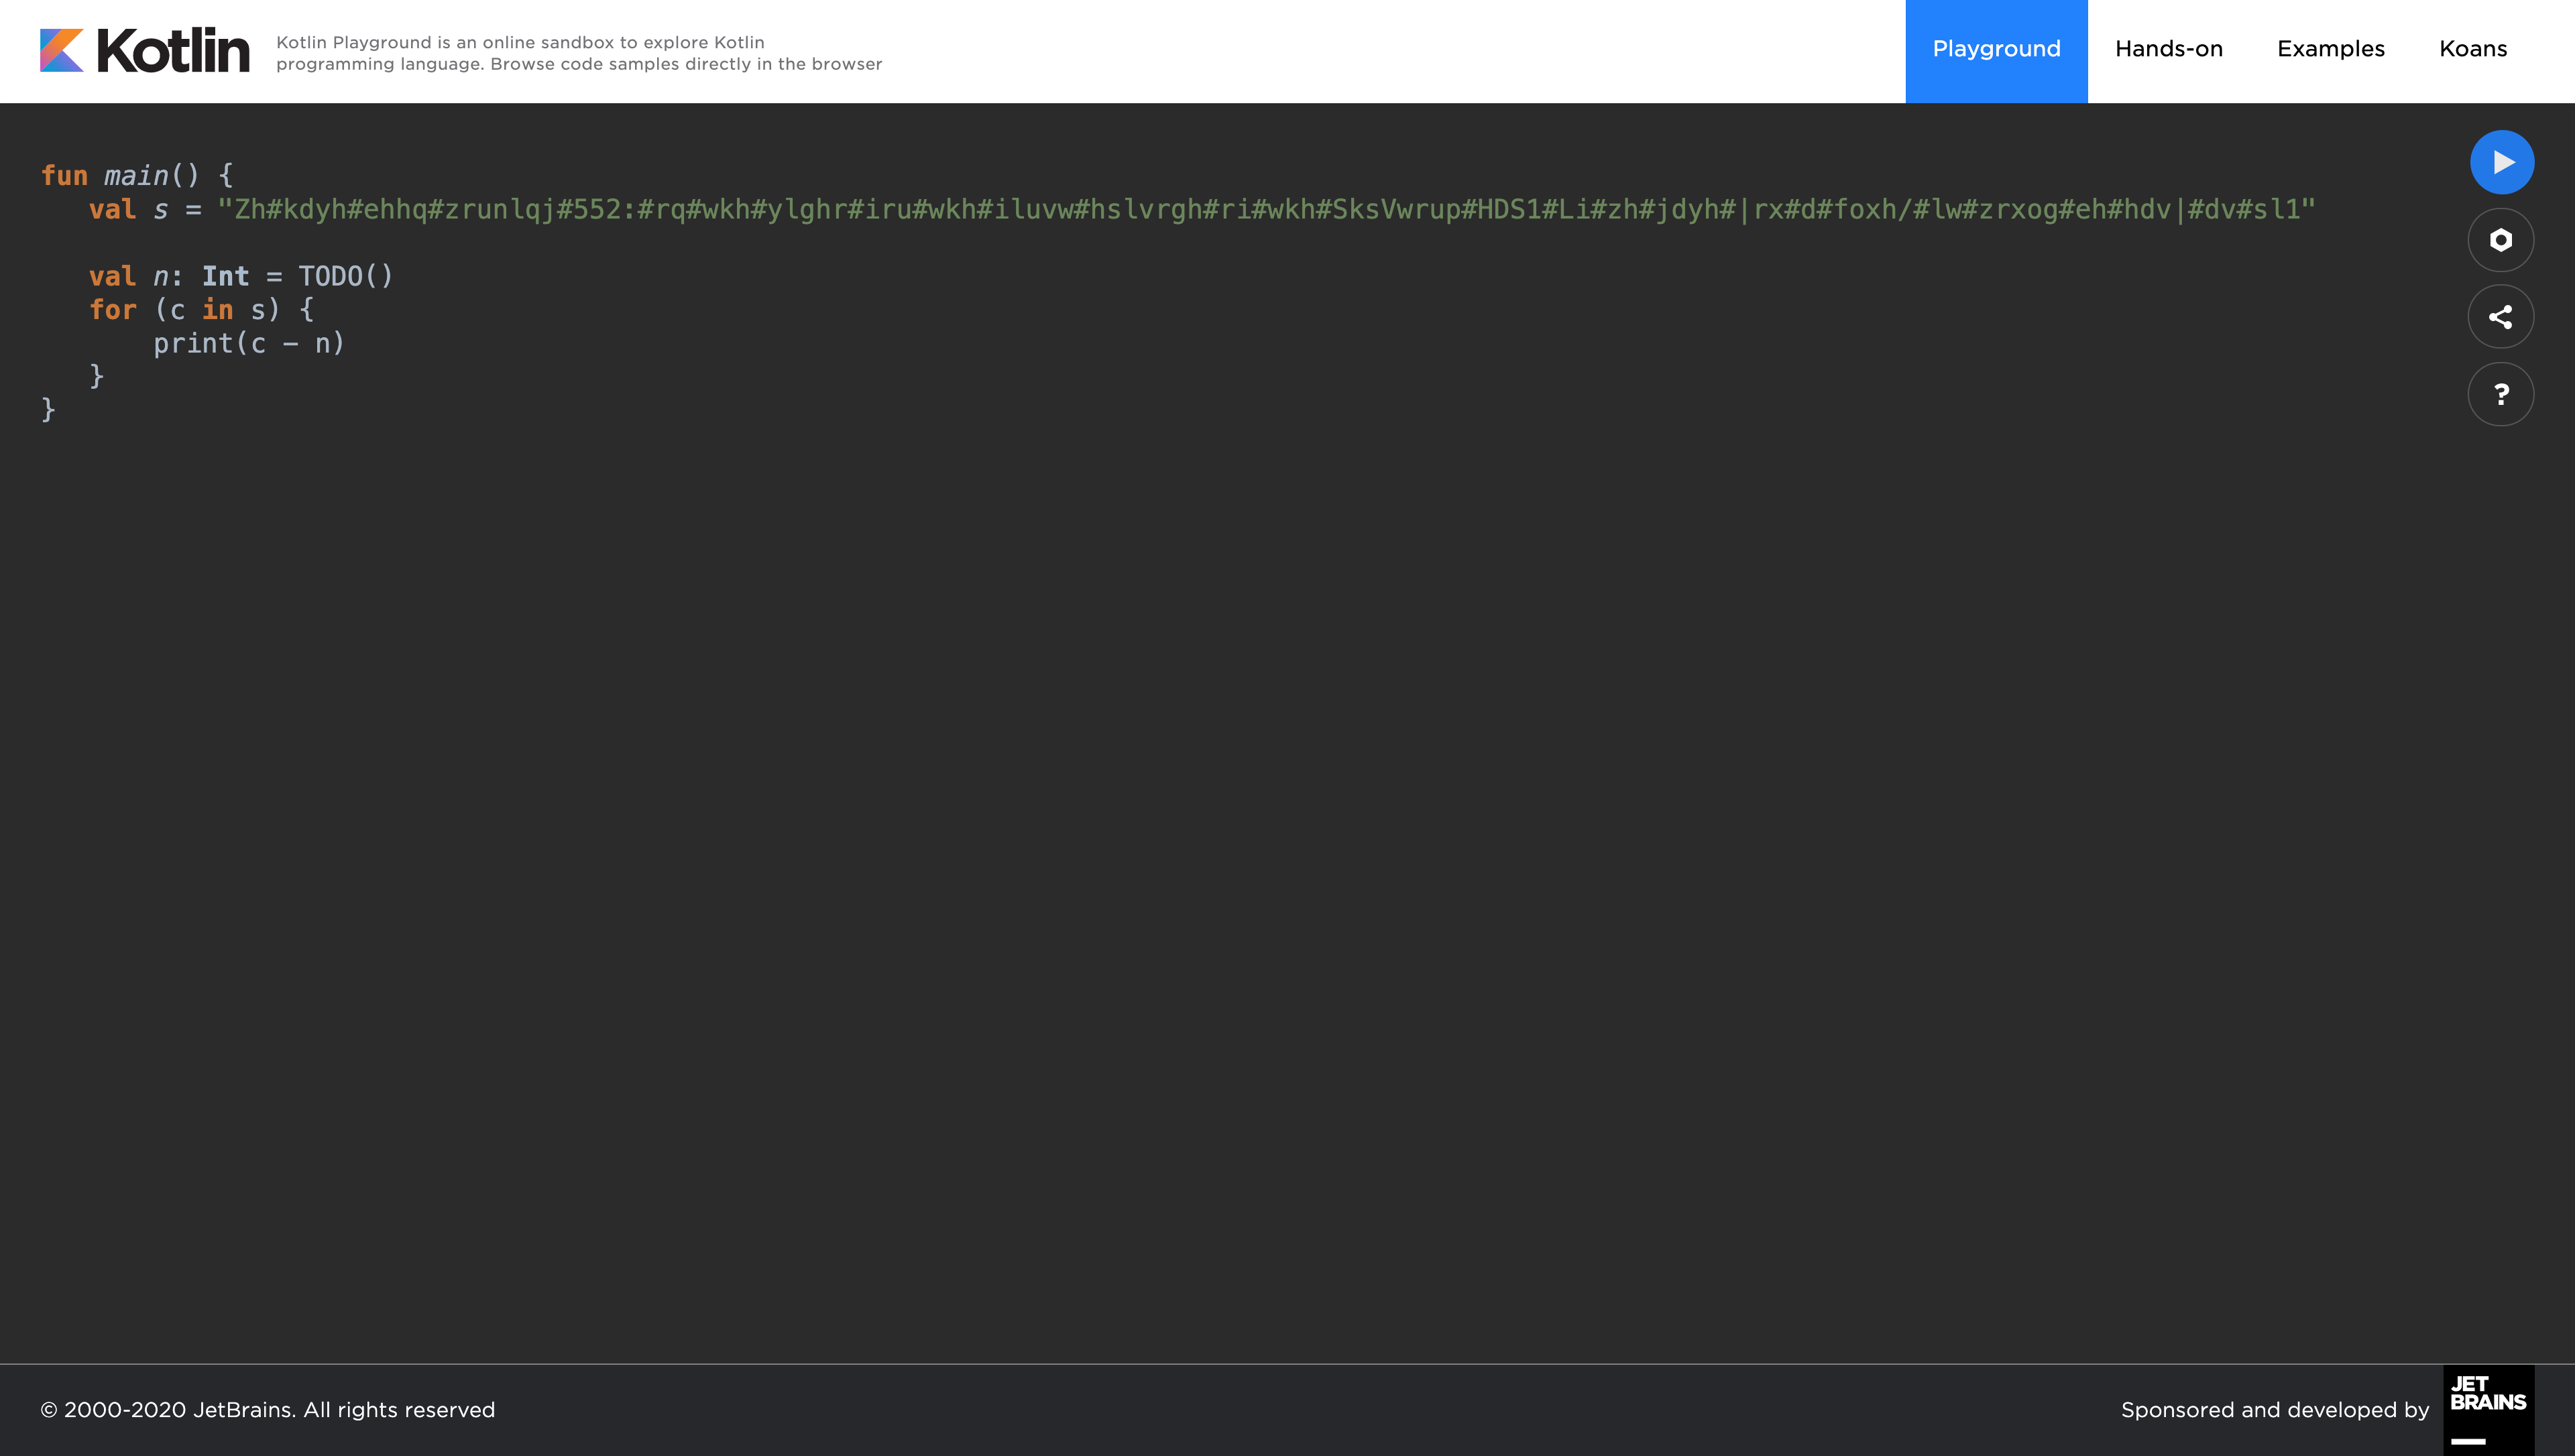 Kotlin
Kotlin Playground is an online sandbox to explore Kotlin
programming language. Browse code samples directly in the browser
Playground
Hands-on
Examples
Koans
fun main() {
   val s = "Zh#kdyh#ehhq#zrunlqj#552:#rq#wkh#ylghr#iru#wkh#iluvw#hslvrgh#ri#wkh#SksVwrup#HDS1#Li#zh#jdyh#|rx#d#foxh/#lw#zrxog#eh#hdv|#dv#sl1"
   val n: Int = TODO()
   for (c in s) {
       print(c - n)
   }
}
?
© 2000-2020 JetBrains. All rights reserved
Sponsored and developed by
JET
BRAINS